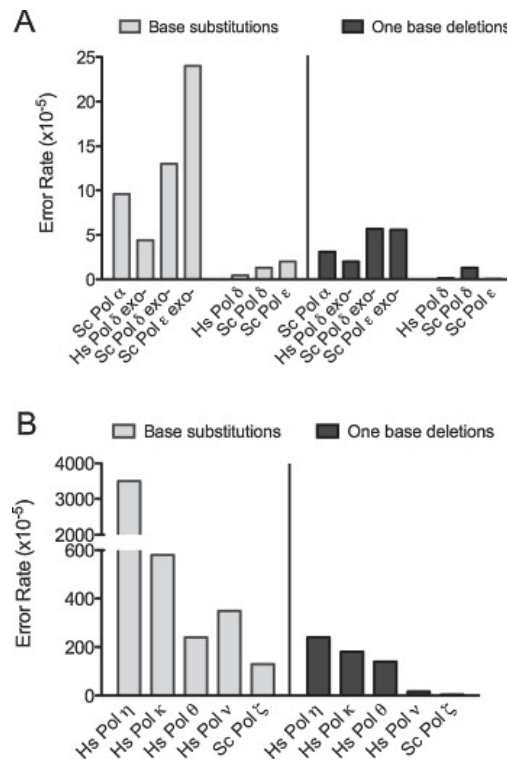 A
Base substitutions
One base deletions
Error Rate (x10-5)
25
20
15
10
5
0
Sc Pol α
Hs Pol δ exo-
Sc Pol δ exo-
Sc Pol ε exo-
Hs Pol δ
Sc Pol δ
Sc Pol ε
Sc Pol α
Hs Pol δ exo-
Sc Pol δ exo-
Sc Pol ε exo-
Hs Pol δ
Sc Pol δ
Sc Pol ε
B
Base substitutions
One base deletions
Error Rate (x10-5)
4000
3000
2000
600
400
200
0
Hs Pol η
Hs Pol κ
Hs Pol θ
Hs Pol ν
Sc Pol ζ
Hs Pol η
Hs Pol κ
Hs Pol θ
Hs Pol ν
Sc Pol ζ